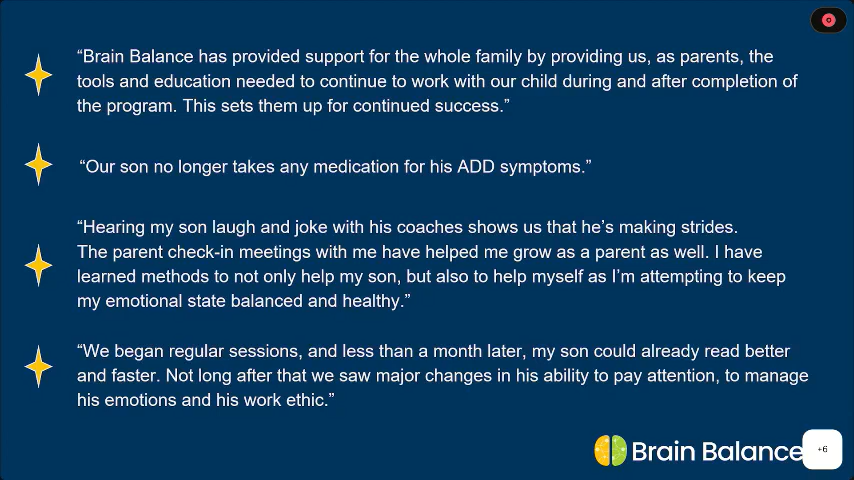 “Brain Balance has provided support for the whole family by providing us, as parents, the
tools and education needed to continue to work with our child during and after completion of
the program. This sets them up for continued success.”
“Our son no longer takes any medication for his ADD symptoms.”
“Hearing my son laugh and joke with his coaches shows us that he’s making strides.
The parent check-in meetings with me have helped me grow as a parent as well. I have
learned methods to not only help my son, but also to help myself as I’m attempting to keep
my emotional state balanced and healthy.”
“We began regular sessions, and less than a month later, my son could already read better
and faster. Not long after that we saw major changes in his ability to pay attention, to manage
his emotions and his work ethic.”
Brain Balance
+6